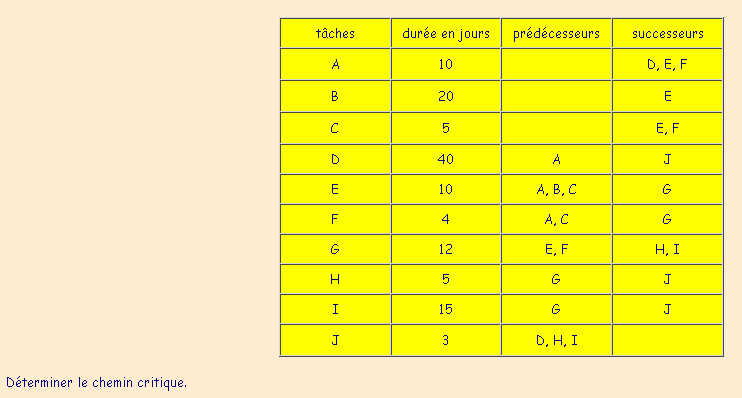 tâches durée en jours prédécesseurs successeurs
A 10 D, E, F
B 20 E
C 5 E, F
D 40 A J
E 10 A, B, C G
F 4 A, C G
G 12 E, F H, I
H 5 G J
I 15 G J
J 3 D, H, I
Déterminer le chemin critique.